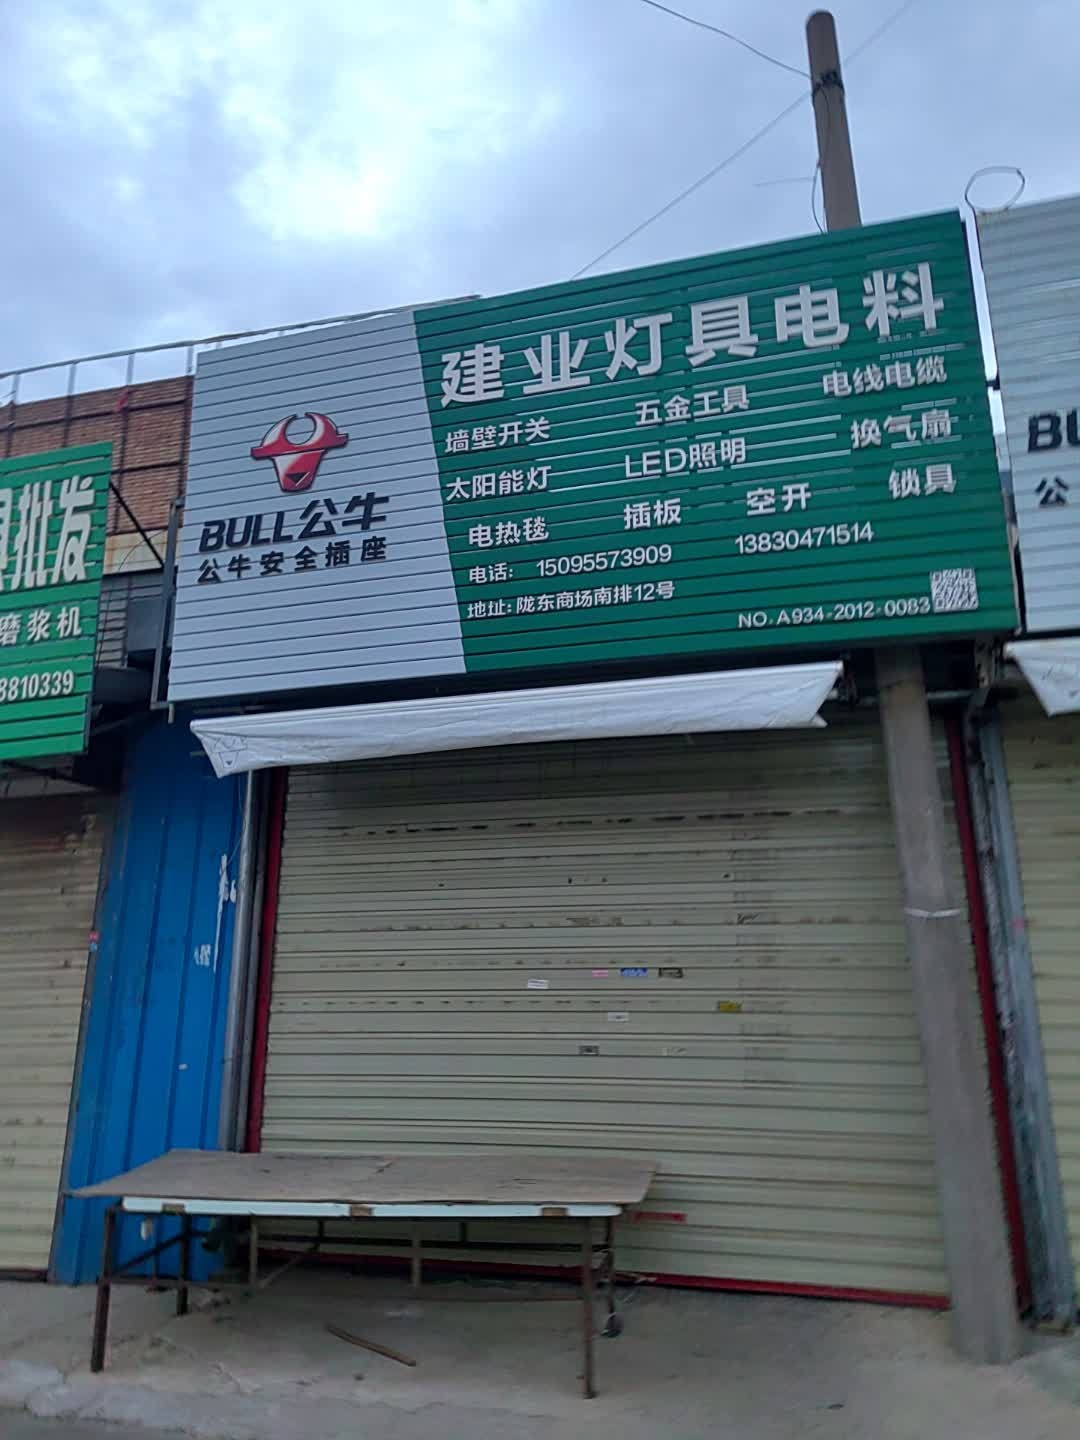 建业灯具电料
墙壁开关 五金工具 电线电缆
太阳能灯 LED照明 换气扇
电热毯 插板 空开 锁具
电话: 15095573909 13830471514
地址:陇东商场南排12号
NO.A934-2012-0083
BULL公牛
公牛安全插座
批发
磨浆机
8810339
BU
公